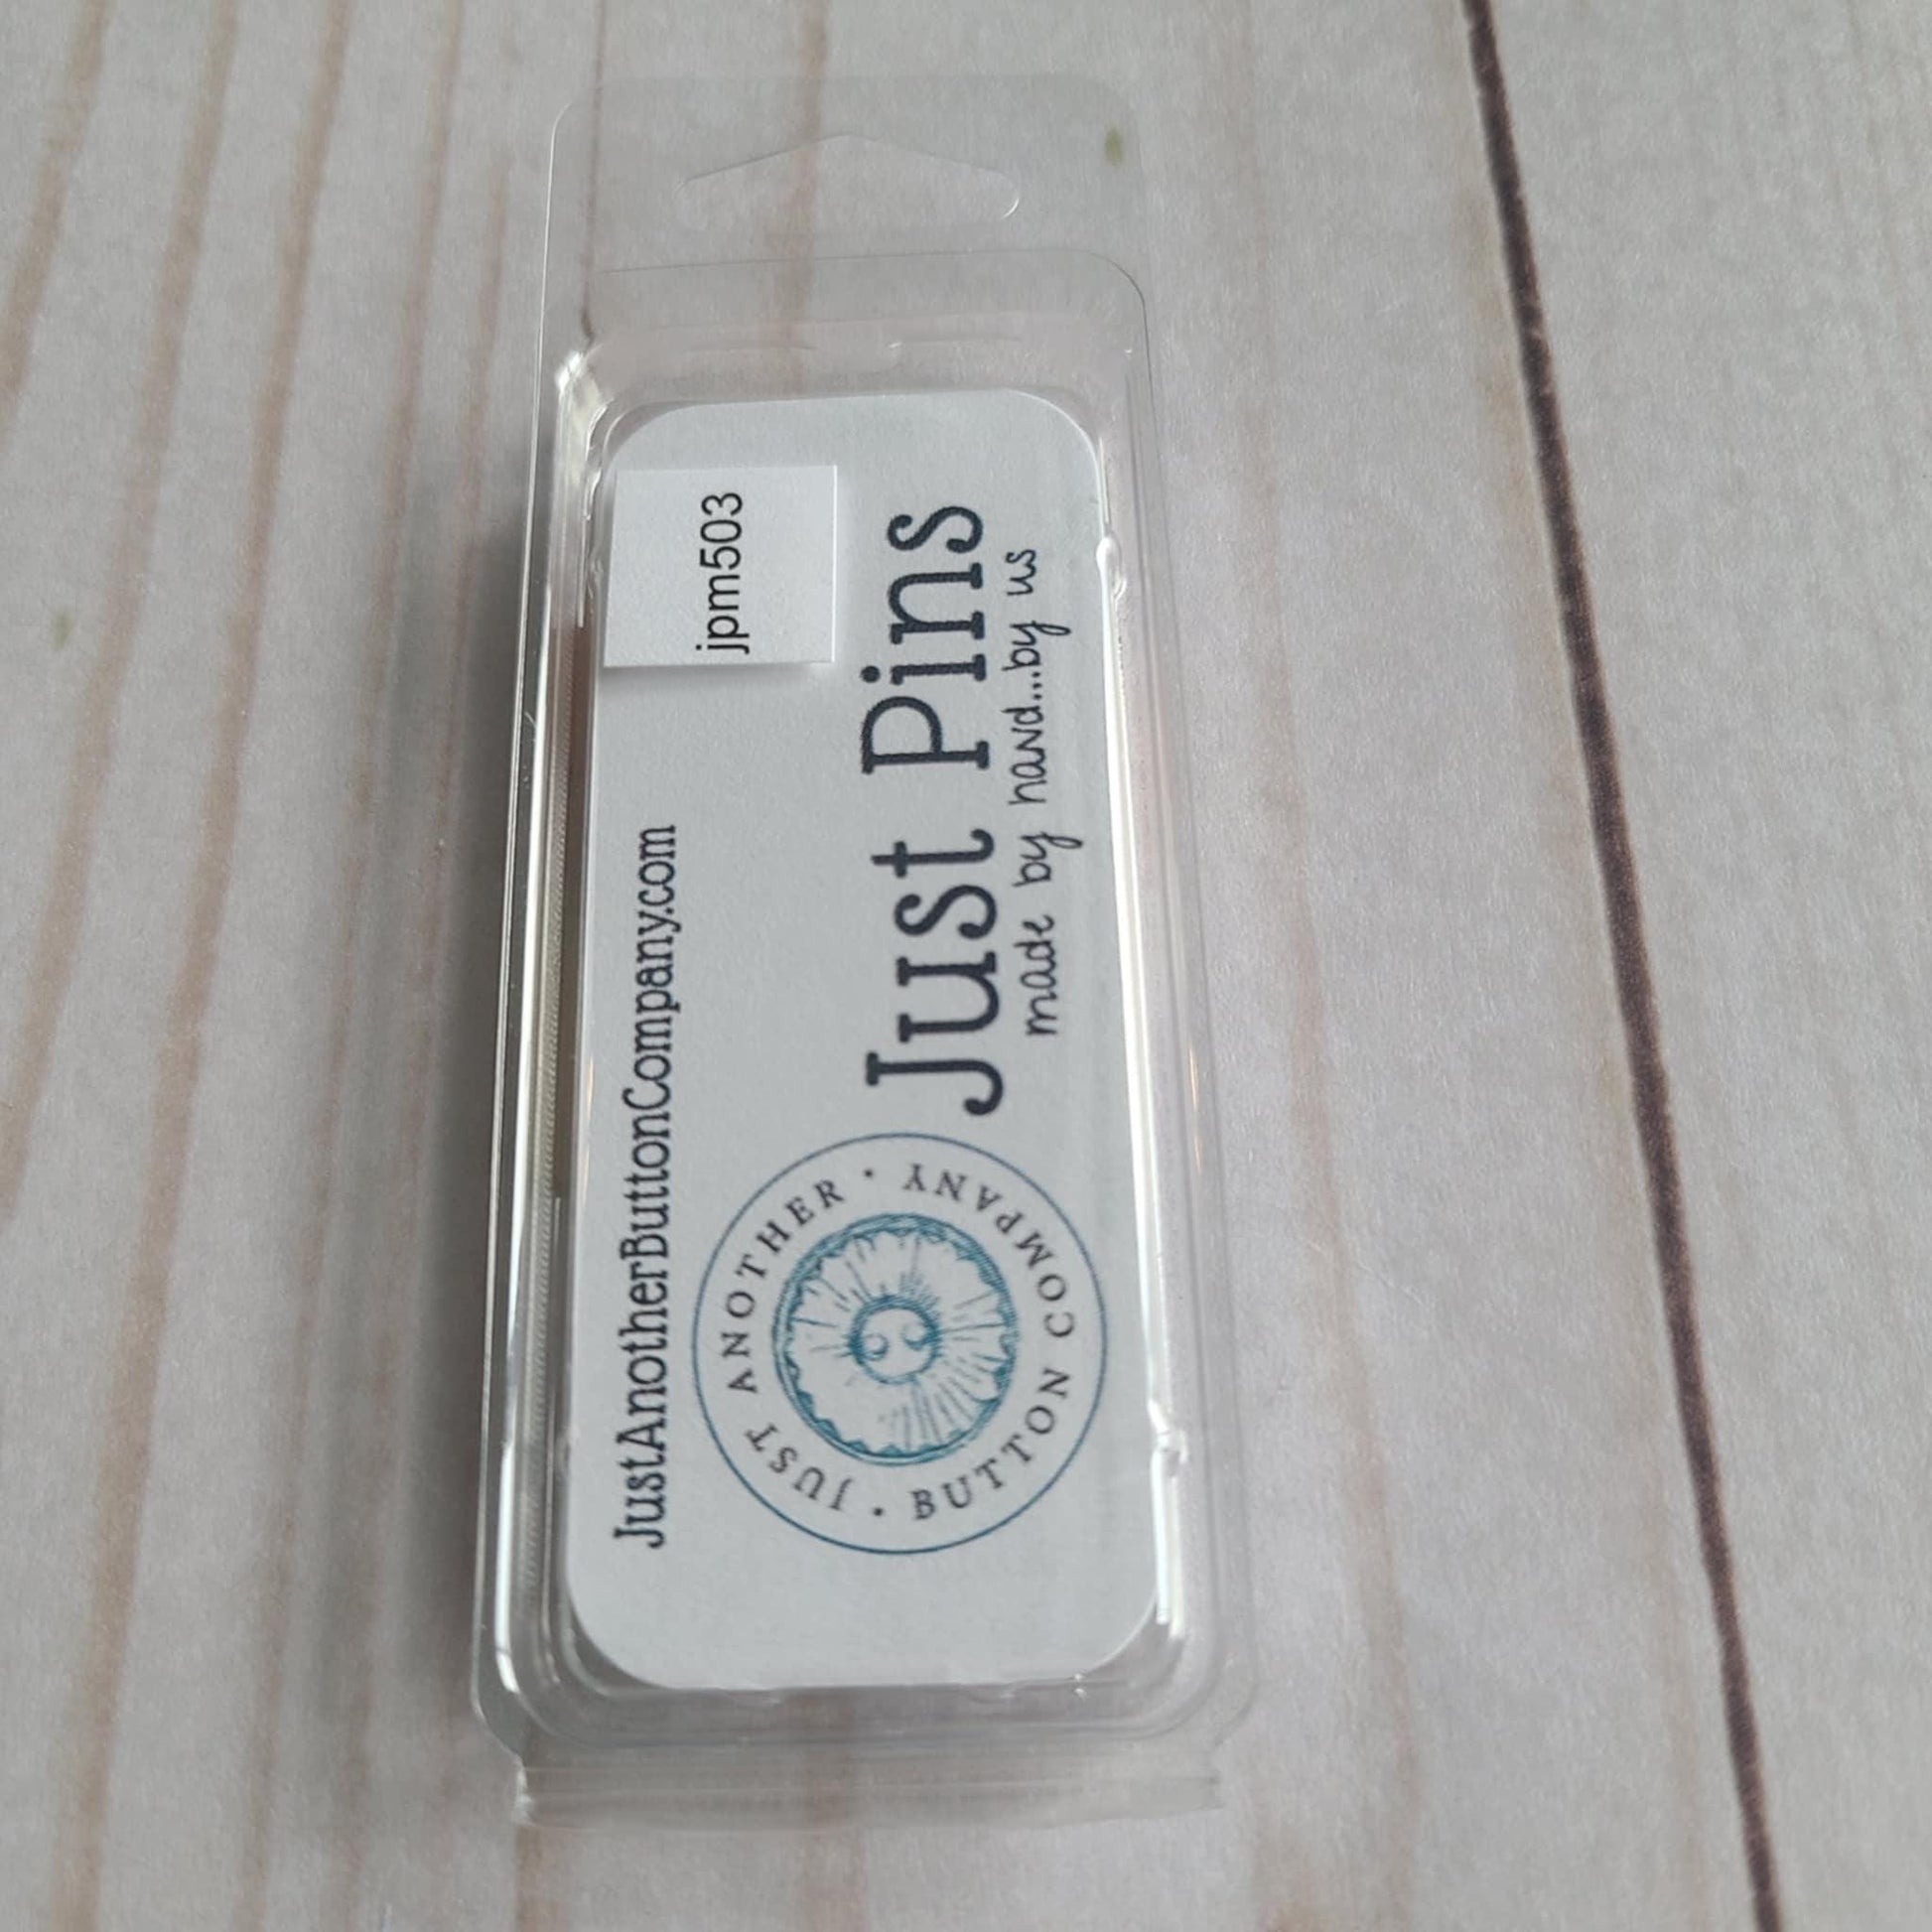 JustAnotherButtonCompany.com
jpm503
Just Pins
made by hand...by us
JUST ANOTHER • BUTTON COMPANY •